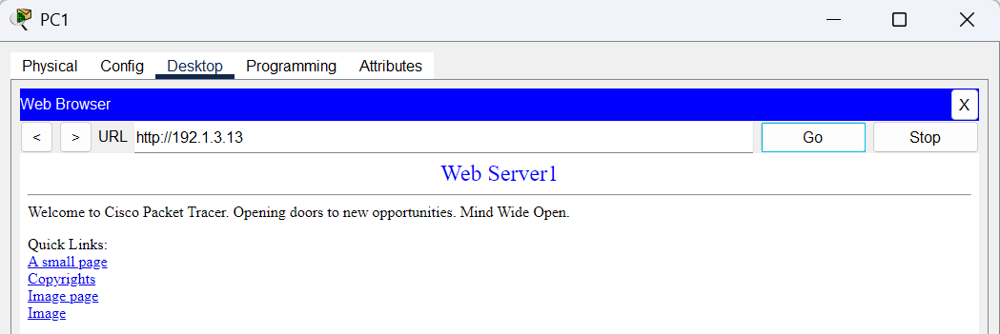 PC1
Physical Config Desktop Programming Attributes
Web Browser X
< > URL http://192.1.3.13 Go Stop
Web Server1
Welcome to Cisco Packet Tracer. Opening doors to new opportunities. Mind Wide Open.
Quick Links:
A small page
Copyrights
Image page
Image